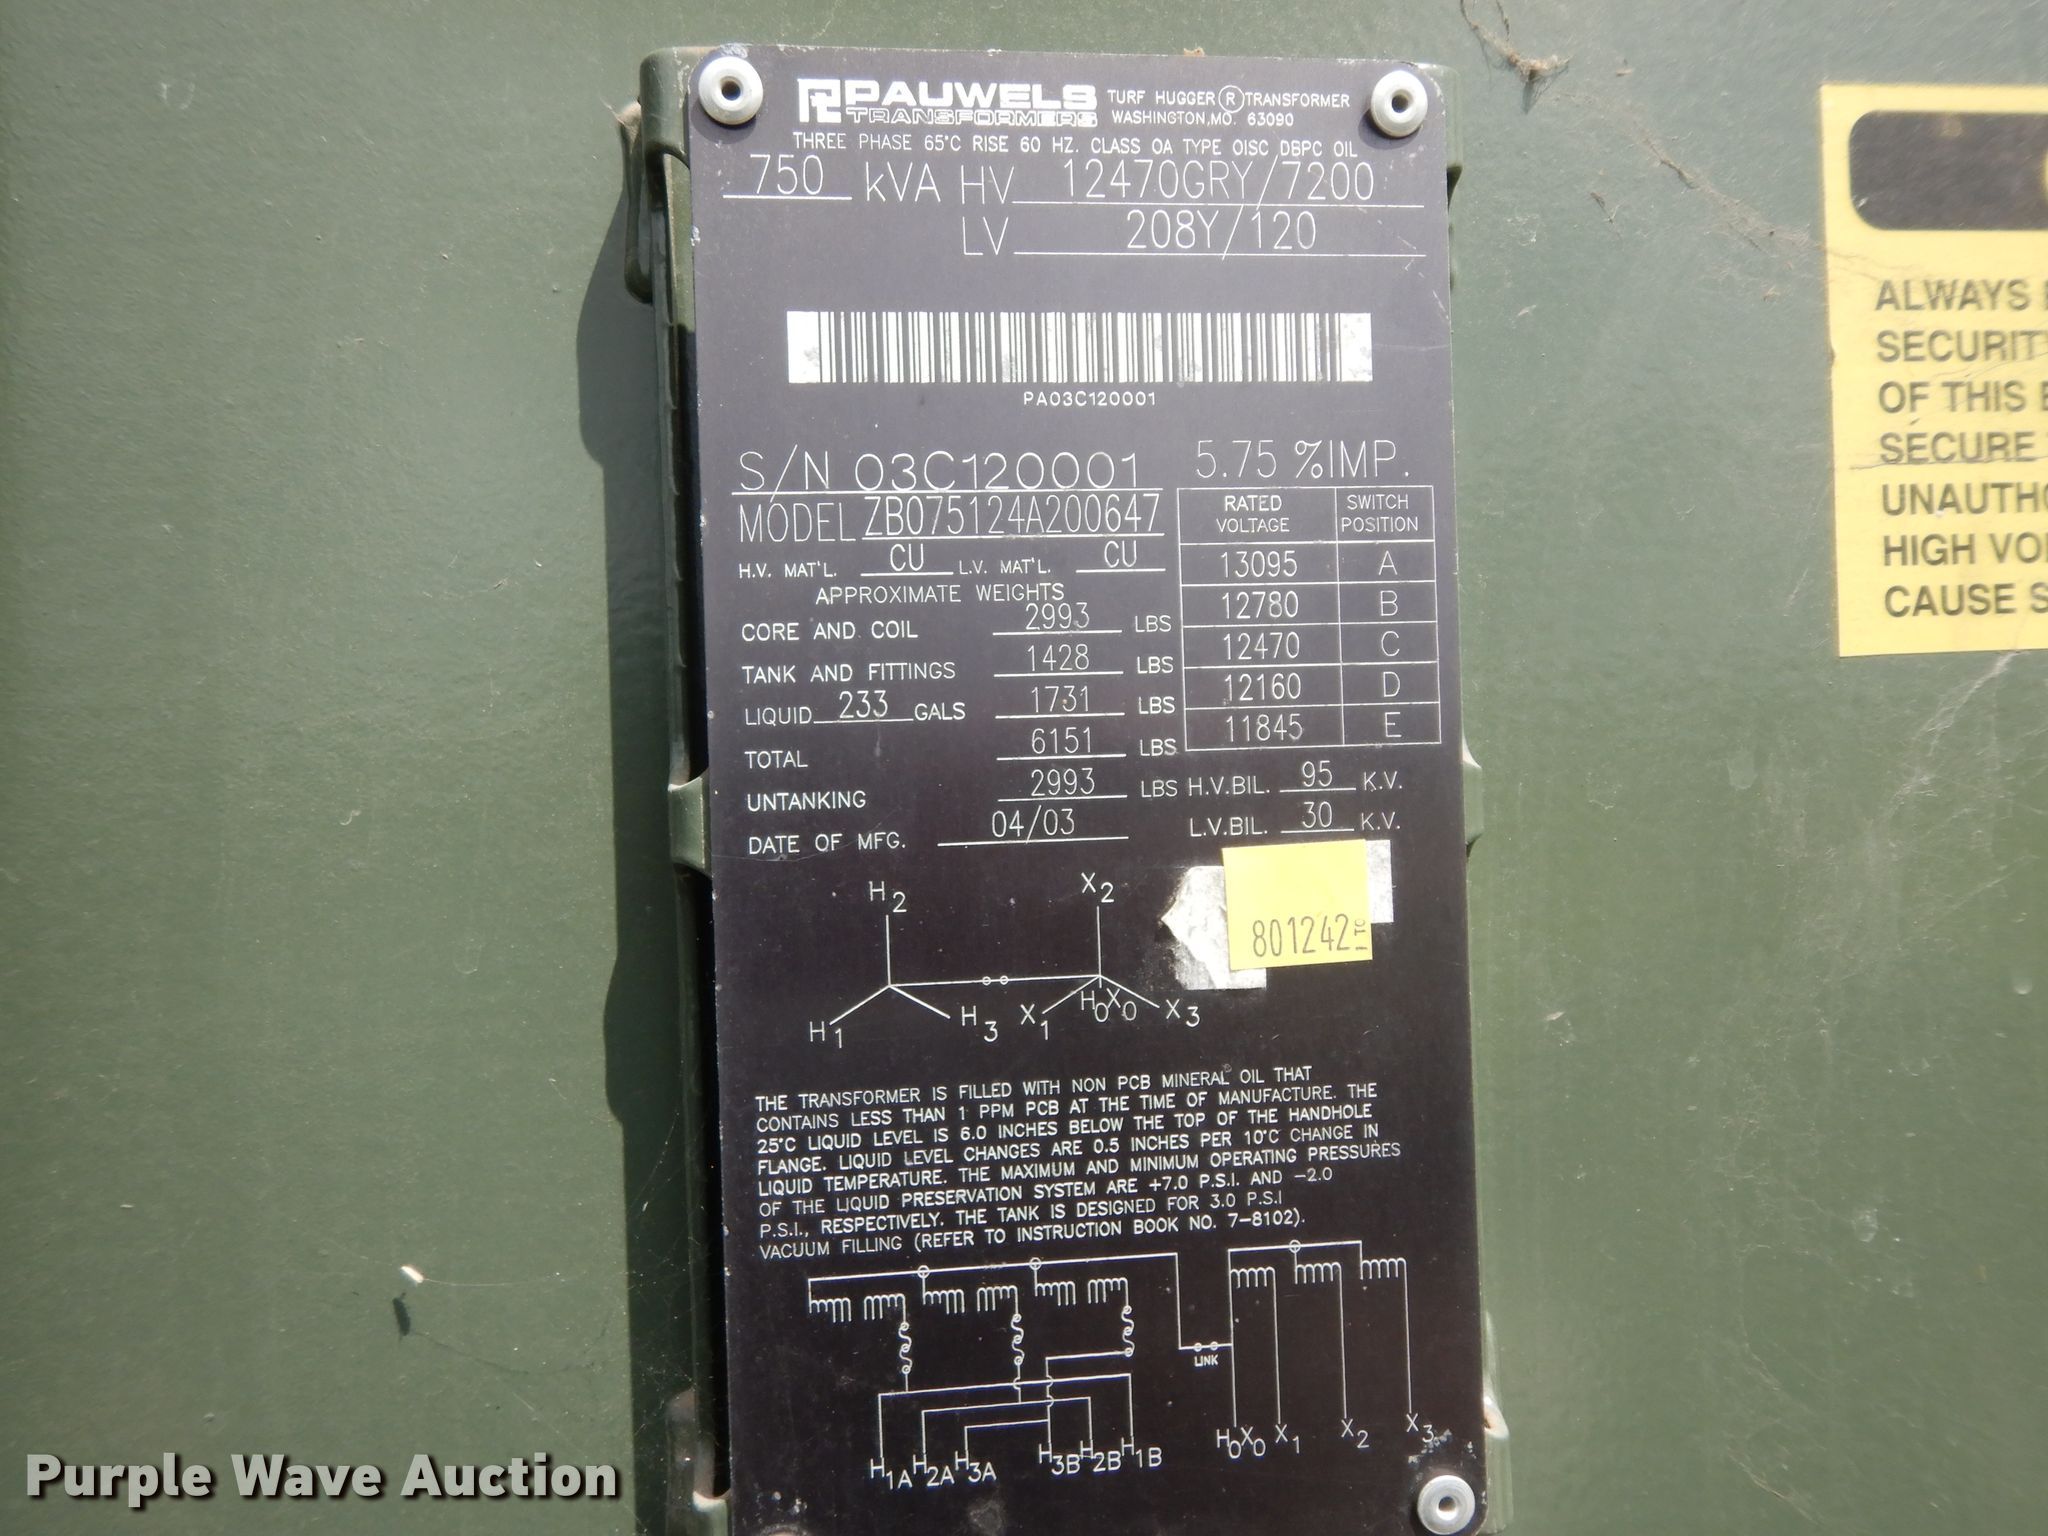 PAUWELS TRANSFORMERS
TURF HUGGER ® TRANSFORMER
WASHINGTON, MO. 63090
THREE PHASE 65°C RISE 60 HZ. CLASS OA TYPE OISC DBPC OIL
750 kVA HV 12470GRY/7200
LV 208Y/120
PA03C120001
S/N 03C120001 5.75 %IMP.
MODEL ZB075124A200647
H.V. MAT'L. CU L.V. MAT'L. CU
APPROXIMATE WEIGHTS
CORE AND COIL 2993 LBS
TANK AND FITTINGS 1428 LBS
LIQUID 233 GALS 1731 LBS
TOTAL 6151 LBS
UNTANKING 2993 LBS
DATE OF MFG. 04/03
RATED VOLTAGE SWITCH POSITION
13095 A
12780 B
12470 C
12160 D
11845 E
H.V.BIL. 95 K.V.
L.V.BIL. 30 K.V.
801242
H2 X2
H1 H3 X1 H0X0 X3
THE TRANSFORMER IS FILLED WITH NON PCB MINERAL OIL THAT
CONTAINS LESS THAN 1 PPM PCB AT THE TIME OF MANUFACTURE. THE
25°C LIQUID LEVEL IS 6.0 INCHES BELOW THE TOP OF THE HANDHOLE
FLANGE. LIQUID LEVEL CHANGES ARE 0.5 INCHES PER 10°C CHANGE IN
LIQUID TEMPERATURE. THE MAXIMUM AND MINIMUM OPERATING PRESSURES
OF THE LIQUID PRESERVATION SYSTEM ARE +7.0 P.S.I. AND -2.0
P.S.I., RESPECTIVELY. THE TANK IS DESIGNED FOR 3.0 P.S.I
VACUUM FILLING (REFER TO INSTRUCTION BOOK NO. 7-8102).
LINK
H1A H2A H3A H3B H2B H1B H0X0 X1 X2 X3
ALWAYS
SECURITY
OF THIS
SECURE
HIGH
CAUSE
Purple Wave Auction